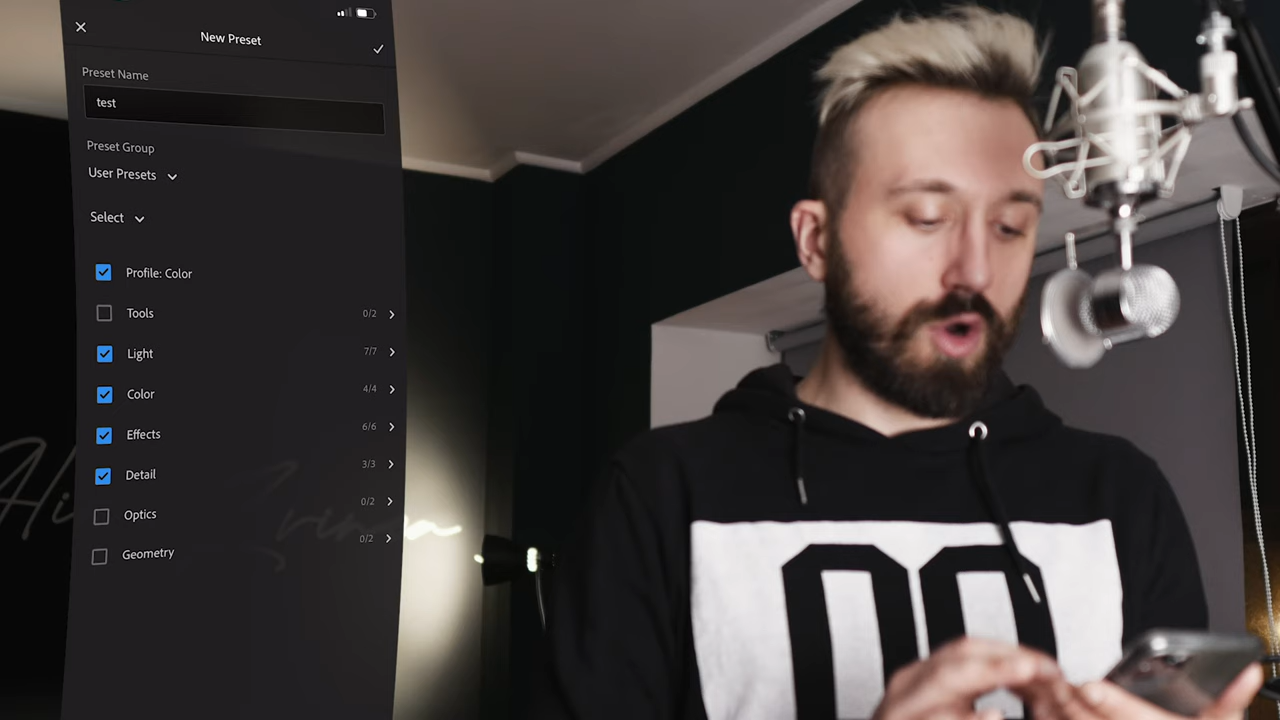 New Preset
Preset Name
test
Preset Group
User Presets
Select
Profile: Color
Tools 0/2
Light 7/7
Color 4/4
Effects 6/6
Detail 3/3
Optics 0/2
Geometry 0/2
00